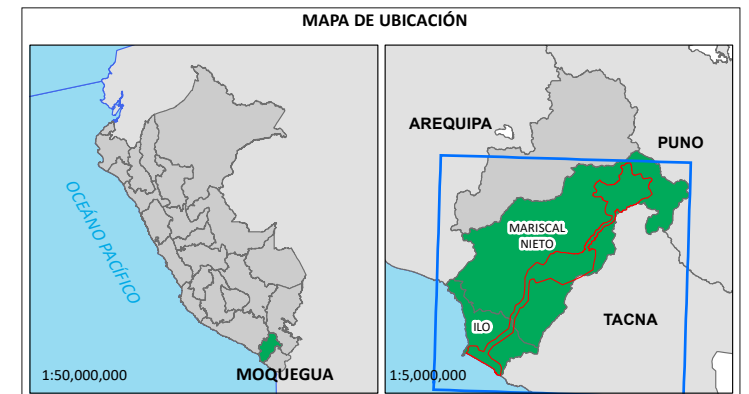 MAPA DE UBICACIÓN
OCEÁNO PACÍFICO
1:50,000,000
MOQUEGUA
AREQUIPA
PUNO
MARISCAL
NIETO
ILO
TACNA
1:5,000,000